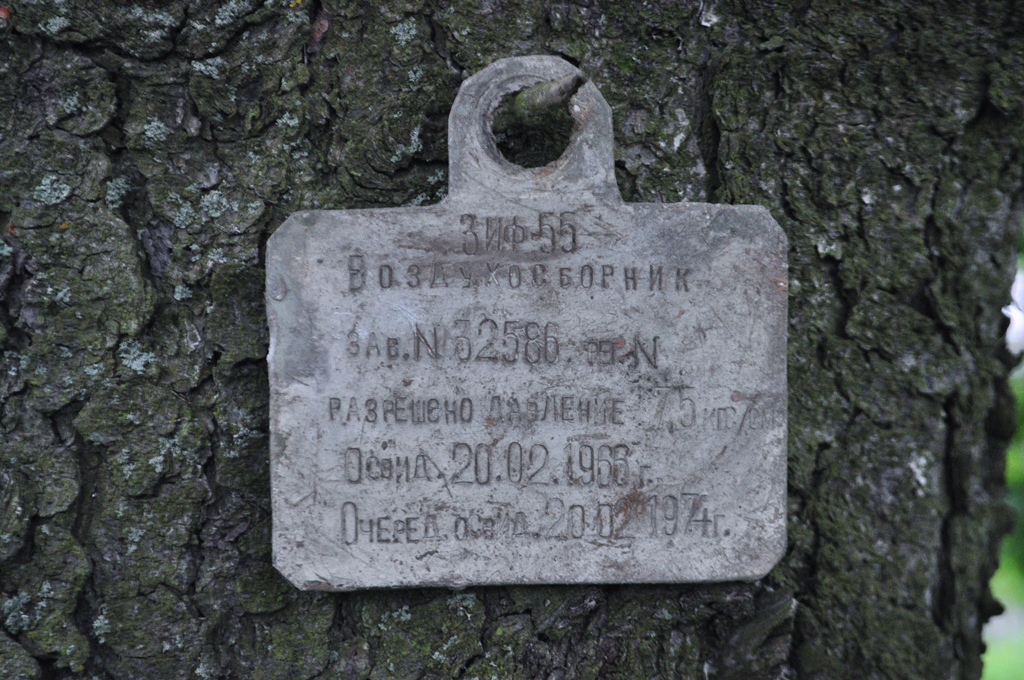 ЗИФ-55
ВОЗДУХОСБОРНИК
ЗАВ. N 32586 рег. N
РАЗРЕШЕНО ДАВЛЕНИЕ 7,5 кг/см
ОСВИД. 20.02.1966 г.
ОЧЕРЕД. ОСВИД. 20.02 1974 г.